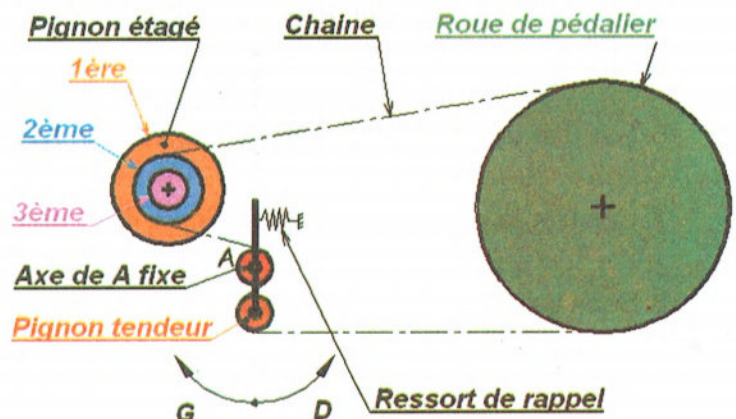 Pignon étagé
Chaine
Roue de pédalier
1ère
2ème
3ème
A
Axe de A fixe
Pignon tendeur
G
D
Ressort de rappel